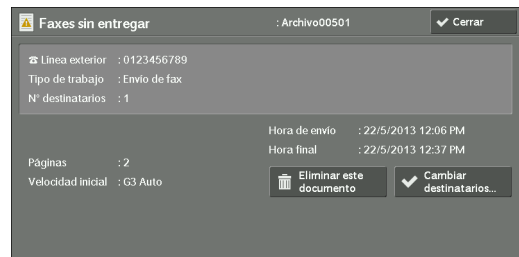 Faxes sin entregar : Archivo00501 Cerrar
Línea exterior : 0123456789
Tipo de trabajo : Envío de fax
N° destinatarios : 1
Hora de envío : 22/5/2013 12:06 PM
Hora final : 22/5/2013 12:37 PM
Páginas : 2
Velocidad inicial : G3 Auto
Eliminar este documento
Cambiar destinatarios...